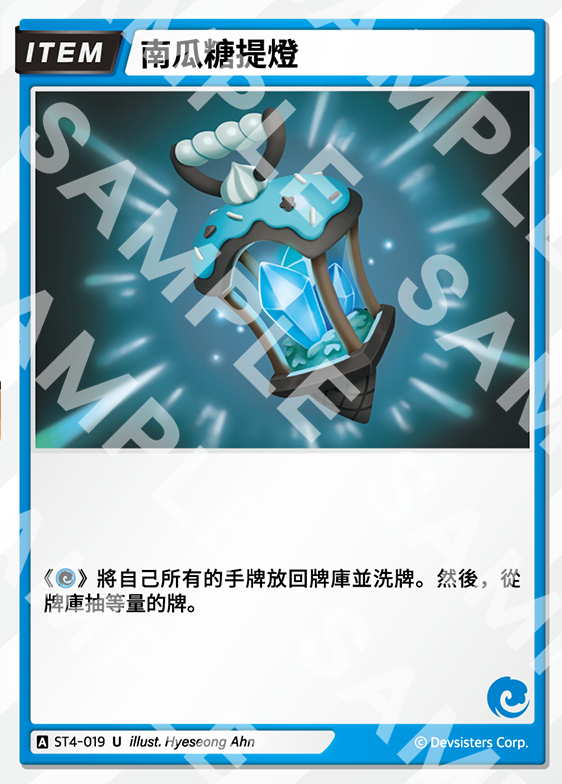 ITEM
南瓜糖提燈
《》將自己所有的手牌放回牌庫並洗牌。然後，從
牌庫抽等量的牌。
A ST4-019 U illust. Hyeseong Ahn
© Devsisters Corp.
SAMPLE
SAMPLE
SAMPLE
SAMPLE
SAMPLE
SAMPLE